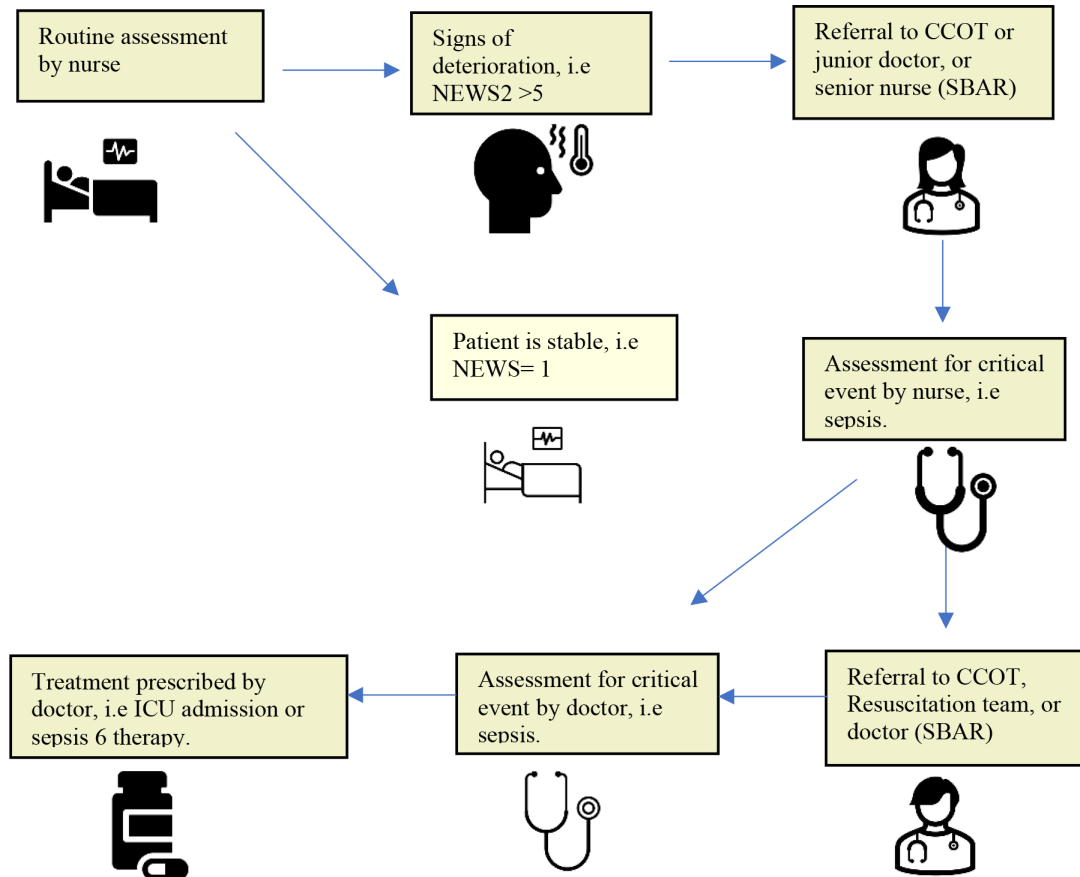 Routine assessment
by nurse
Signs of
deterioration, i.e
NEWS2 >5
Referral to CCOT or
junior doctor, or
senior nurse (SBAR)
Patient is stable, i.e
NEWS= 1
Assessment for critical
event by nurse, i.e
sepsis.
Treatment prescribed by
doctor, i.e ICU admission or
sepsis 6 therapy.
Assessment for critical
event by doctor, i.e
sepsis.
Referral to CCOT,
Resuscitation team, or
doctor (SBAR)